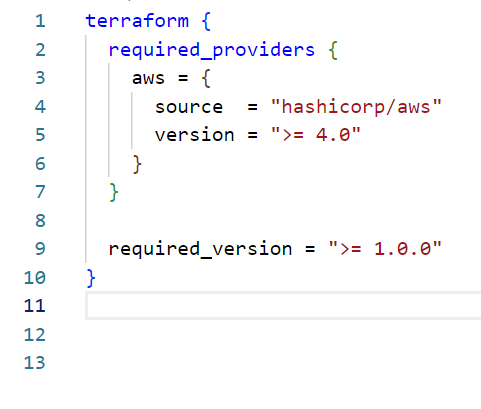 1 terraform {
2   required_providers {
3     aws = {
4       source  = "hashicorp/aws"
5       version = ">= 4.0"
6     }
7   }
8
9   required_version = ">= 1.0.0"
10 }
11
12
13